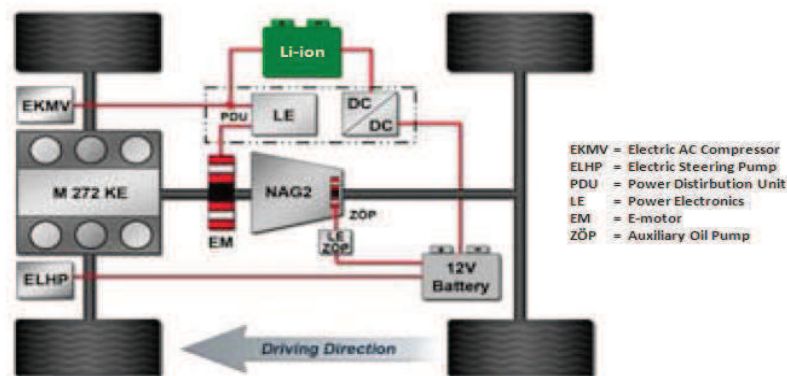 Li-ion
EKMV
PDU
LE
DC
DC
M 272 KE
NAG2
EM
ZÖP
LE
ZÖP
ELHP
12V
Battery
Driving Direction
EKMV = Electric AC Compressor
ELHP = Electric Steering Pump
PDU = Power Distirbution Unit
LE = Power Electronics
EM = E-motor
ZÖP = Auxiliary Oil Pump